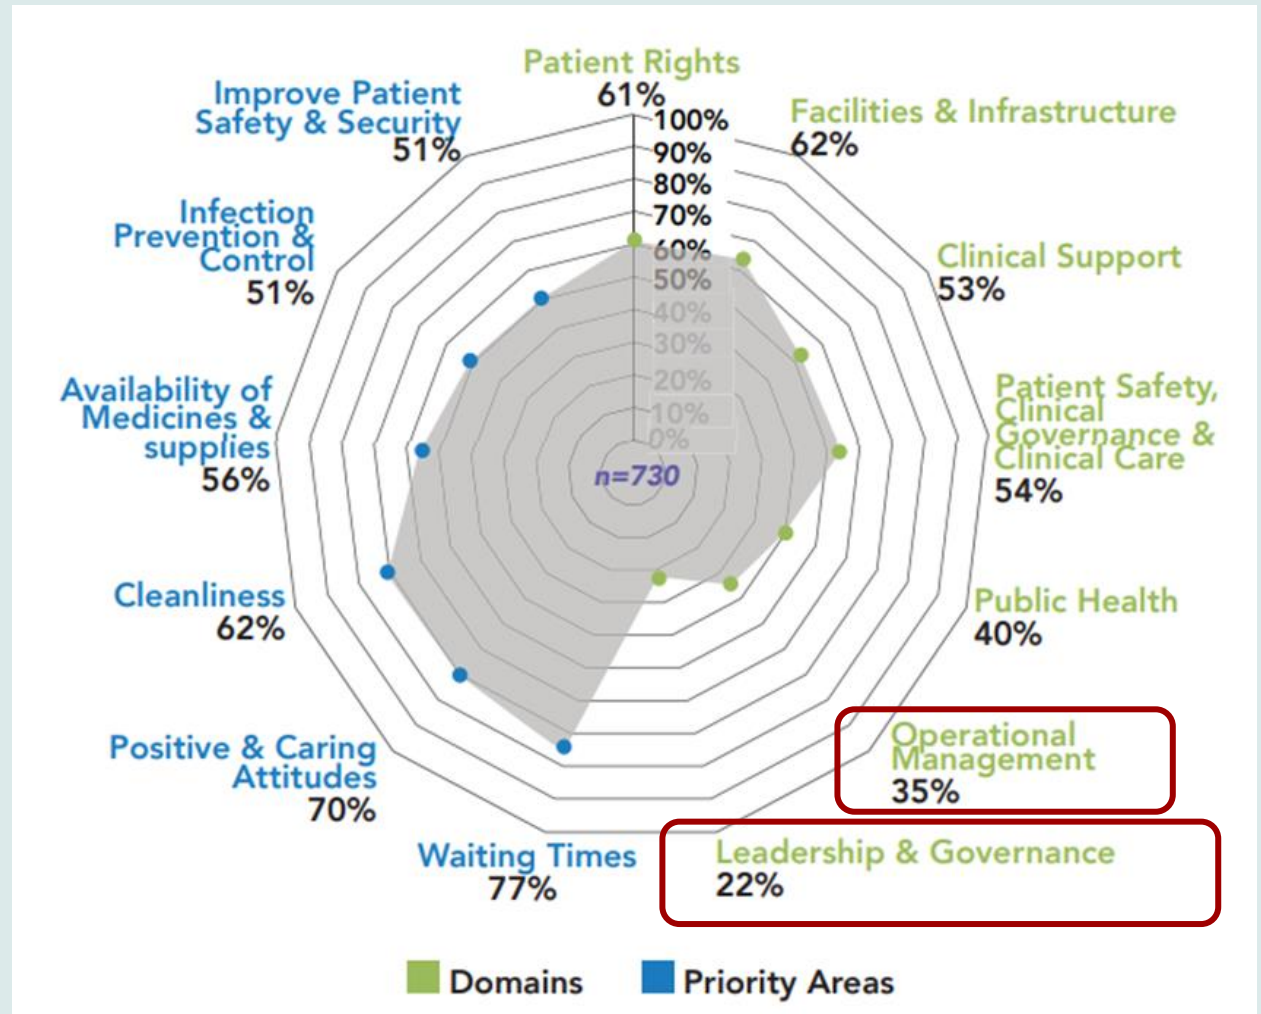 Patient Rights
61%
Facilities & Infrastructure
62%
Clinical Support
53%
Patient Safety,
Clinical
Governance &
Clinical Care
54%
Public Health
40%
Operational
Management
35%
Leadership & Governance
22%
Waiting Times
77%
Positive & Caring
Attitudes
70%
Cleanliness
62%
Availability of
Medicines &
supplies
56%
Infection
Prevention &
Control
51%
Improve Patient
Safety & Security
51%
100%
90%
80%
70%
60%
50%
40%
30%
20%
10%
0%
n=730
Domains
Priority Areas